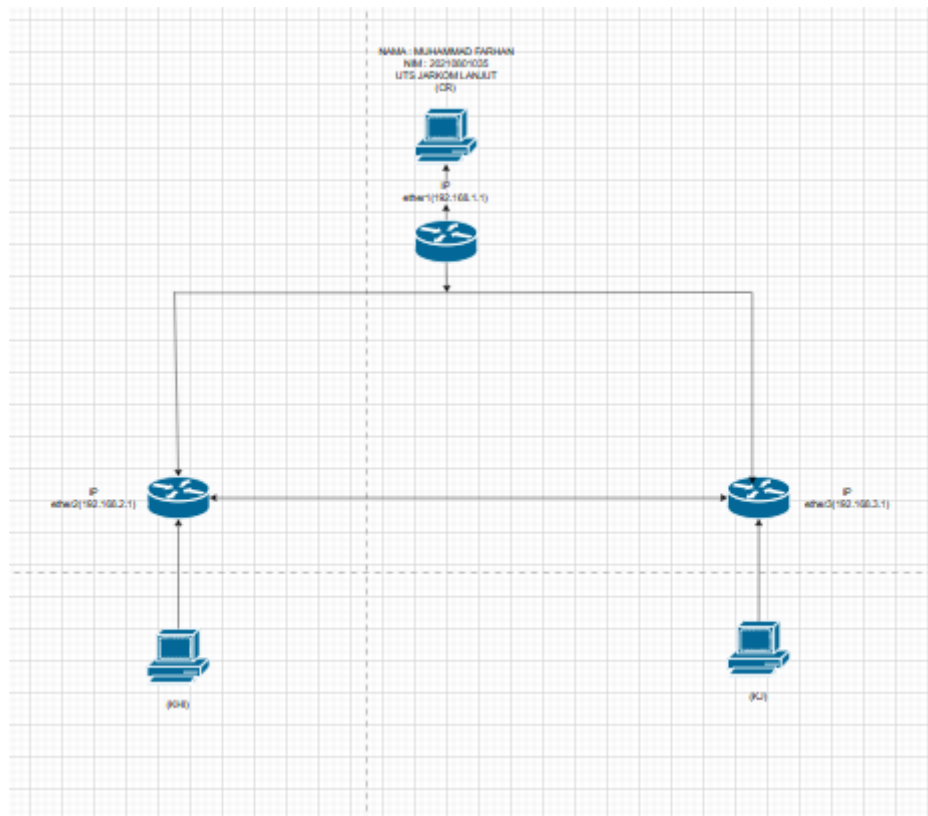 NAMA : MUHAMMAD FARHAN
NIM : 20210801035
UTS JARKOM LANJUT
(CR)
IP
ether1(192.168.1.1)
IP
ether2(192.168.2.1)
IP
ether3(192.168.3.1)
(KHI)
(KJ)